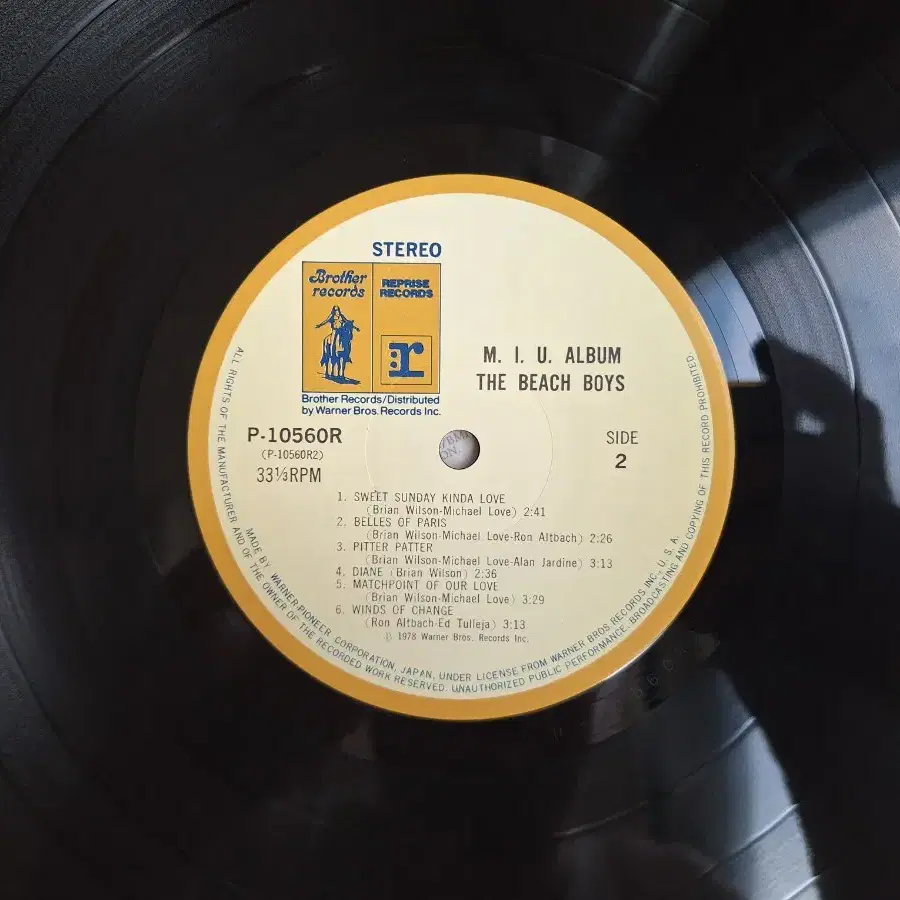 STEREO
Brother
records
REPRISE
RECORDS
r
Brother Records/Distributed
by Warner Bros. Records Inc.
M. I. U. ALBUM
THE BEACH BOYS
P-10560R
(P-10560R2)
33⅓RPM
SIDE
2
1. SWEET SUNDAY KINDA LOVE
(Brian Wilson-Michael Love) 2:41
2. BELLES OF PARIS
(Brian Wilson-Michael Love-Ron Altbach) 2:26
3. PITTER PATTER
(Brian Wilson-Michael Love-Alan Jardine) 3:13
4. DIANE (Brian Wilson) 2:36
5. MATCHPOINT OF OUR LOVE
(Brian Wilson-Michael Love) 3:29
6. WINDS OF CHANGE
(Ron Altbach-Ed Tulleja) 3:13
℗ 1978 Warner Bros. Records Inc.
MADE BY WARNER-PIONEER CORPORATION, JAPAN, UNDER LICENSE FROM WARNER BROS. RECORDS INC., U. S. A.
ALL RIGHTS OF THE MANUFACTURER AND OF THE OWNER OF THE RECORDED WORK RESERVED. UNAUTHORIZED PUBLIC PERFORMANCE, BROADCASTING AND COPYING OF THIS RECORD PROHIBITED.